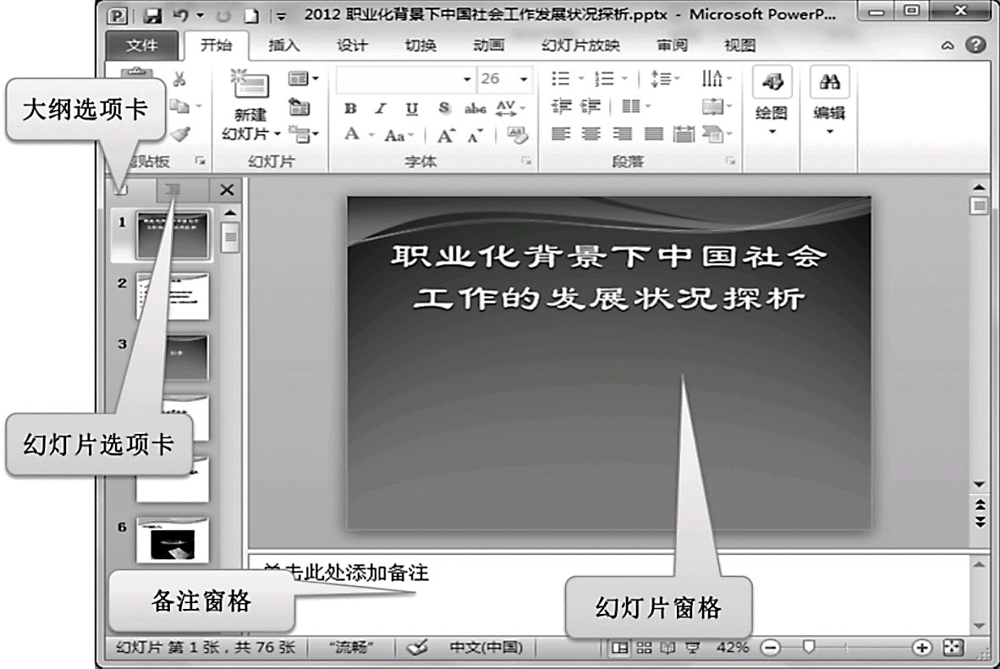 2012 职业化背景下中国社会工作发展状况探析.pptx - Microsoft PowerP...
文件 开始 插入 设计 切换 动画 幻灯片放映 审阅 视图
大纲选项卡
新建
幻灯片
26
B I U S abc AV
A Aa A A
绘图
编辑
剪贴板 幻灯片 字体 段落
1
2
3
6
职业化背景下中国社会
工作的发展状况探析
幻灯片选项卡
单击此处添加备注
备注窗格
幻灯片窗格
幻灯片 第 1 张，共 76 张 “流畅” 中文(中国) 42%